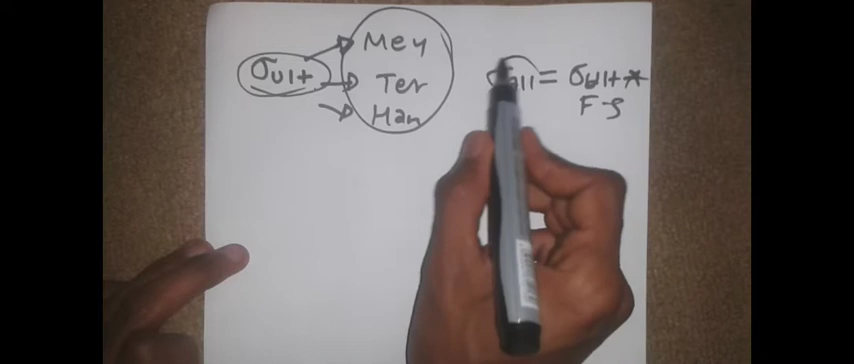 σult
Mey
Ter
Han
σall = σult *
F-S